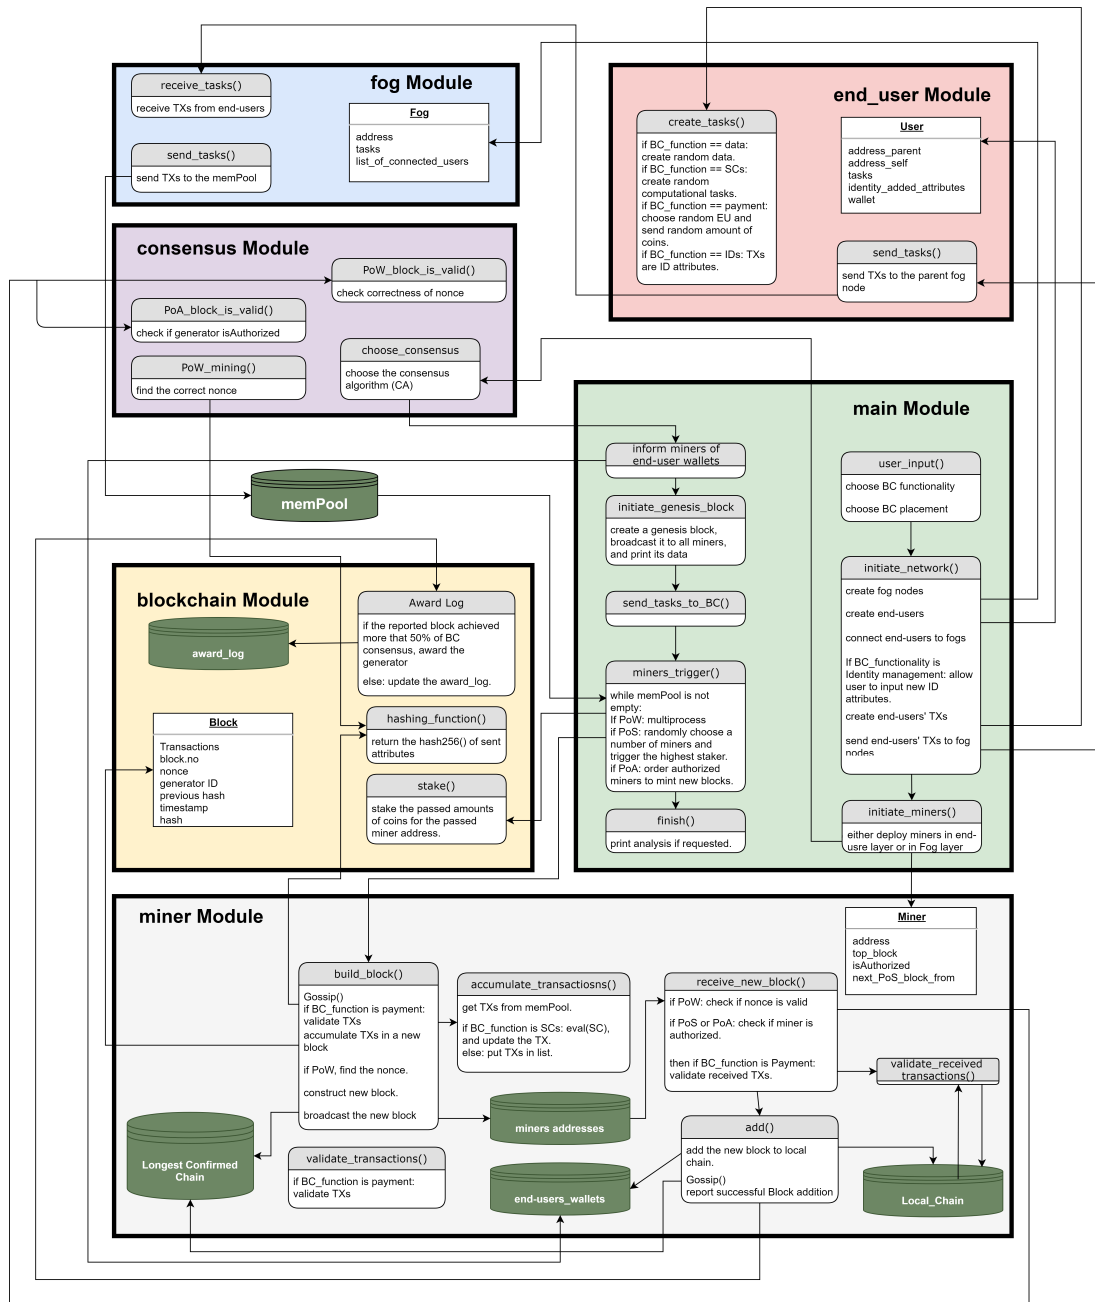 fog Module
receive_tasks()
receive TXs from end-users
send_tasks()
send TXs to the memPool
Fog
address
tasks
list_of_connected_users
end_user Module
create_tasks()
if BC_function == data:
create random data.
if BC_function == SCs:
create random
computational tasks.
if BC_function == payment:
choose random EU and
send random amount of
coins.
if BC_function == IDs: TXs
are ID attributes.
User
address_parent
address_self
tasks
identity_added_attributes
wallet
send_tasks()
send TXs to the parent fog
node
consensus Module
PoW_block_is_valid()
check correctness of nonce
PoA_block_is_valid()
check if generator isAuthorized
PoW_mining()
find the correct nonce
choose_consensus
choose the consensus
algorithm (CA)
main Module
inform miners of
end-user wallets
initiate_genesis_block
create a genesis block,
broadcast it to all miners,
and print its data
send_tasks_to_BC()
miners_trigger()
while memPool is not
empty:
If PoW: multiprocess
if PoS: randomly choose a
number of miners and
trigger the highest staker.
if PoA: order authorized
miners to mint new blocks.
finish()
print analysis if requested.
user_input()
choose BC functionality
choose BC placement
initiate_network()
create fog nodes
create end-users
connect end-users to fogs
If BC_functionality is
Identity management: allow
user to input new ID
attributes.
create end-users' TXs
send end-users' TXs to fog
nodes
initiate_miners()
either deploy miners in end-
usre layer or in Fog layer
memPool
blockchain Module
award_log
Award Log
if the reported block achieved
more that 50% of BC
consensus, award the
generator
else: update the award_log.
Block
Transactions
block.no
nonce
generator ID
previous hash
timestamp
hash
hashing_function()
return the hash256() of sent
attributes
stake()
stake the passed amounts
of coins for the passed
miner address.
miner Module
Miner
address
top_block
isAuthorized
next_PoS_block_from
build_block()
Gossip()
if BC_function is payment:
validate TXs
accumulate TXs in a new
block
if PoW, find the nonce.
construct new block.
broadcast the new block
accumulate_transactiosns()
get TXs from memPool.
if BC_function is SCs: eval(SC),
and update the TX.
else: put TXs in list.
receive_new_block()
if PoW: check if nonce is valid
if PoS or PoA: check if miner is
authorized.
then if BC_function is Payment:
validate received TXs.
validate_received
transactions()
miners addresses
add()
add the new block to local
chain.
Gossip()
report successful Block addition
Longest Confirmed
Chain
validate_transactions()
if BC_function is payment:
validate TXs
end-users_wallets
Local_Chain